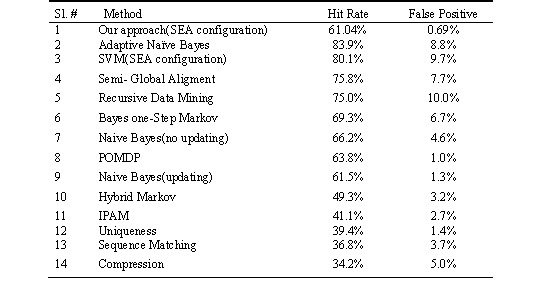 Sl. # Method Hit Rate False Positive
1 Our approach(SEA configuration) 61.04% 0.69%
2 Adaptive Naïve Bayes 83.9% 8.8%
3 SVM(SEA configuration) 80.1% 9.7%
4 Semi- Global Aligment 75.8% 7.7%
5 Recursive Data Mining 75.0% 10.0%
6 Bayes one-Step Markov 69.3% 6.7%
7 Naive Bayes(no updating) 66.2% 4.6%
8 POMDP 63.8% 1.0%
9 Naive Bayes(updating) 61.5% 1.3%
10 Hybrid Markov 49.3% 3.2%
11 IPAM 41.1% 2.7%
12 Uniqueness 39.4% 1.4%
13 Sequence Matching 36.8% 3.7%
14 Compression 34.2% 5.0%